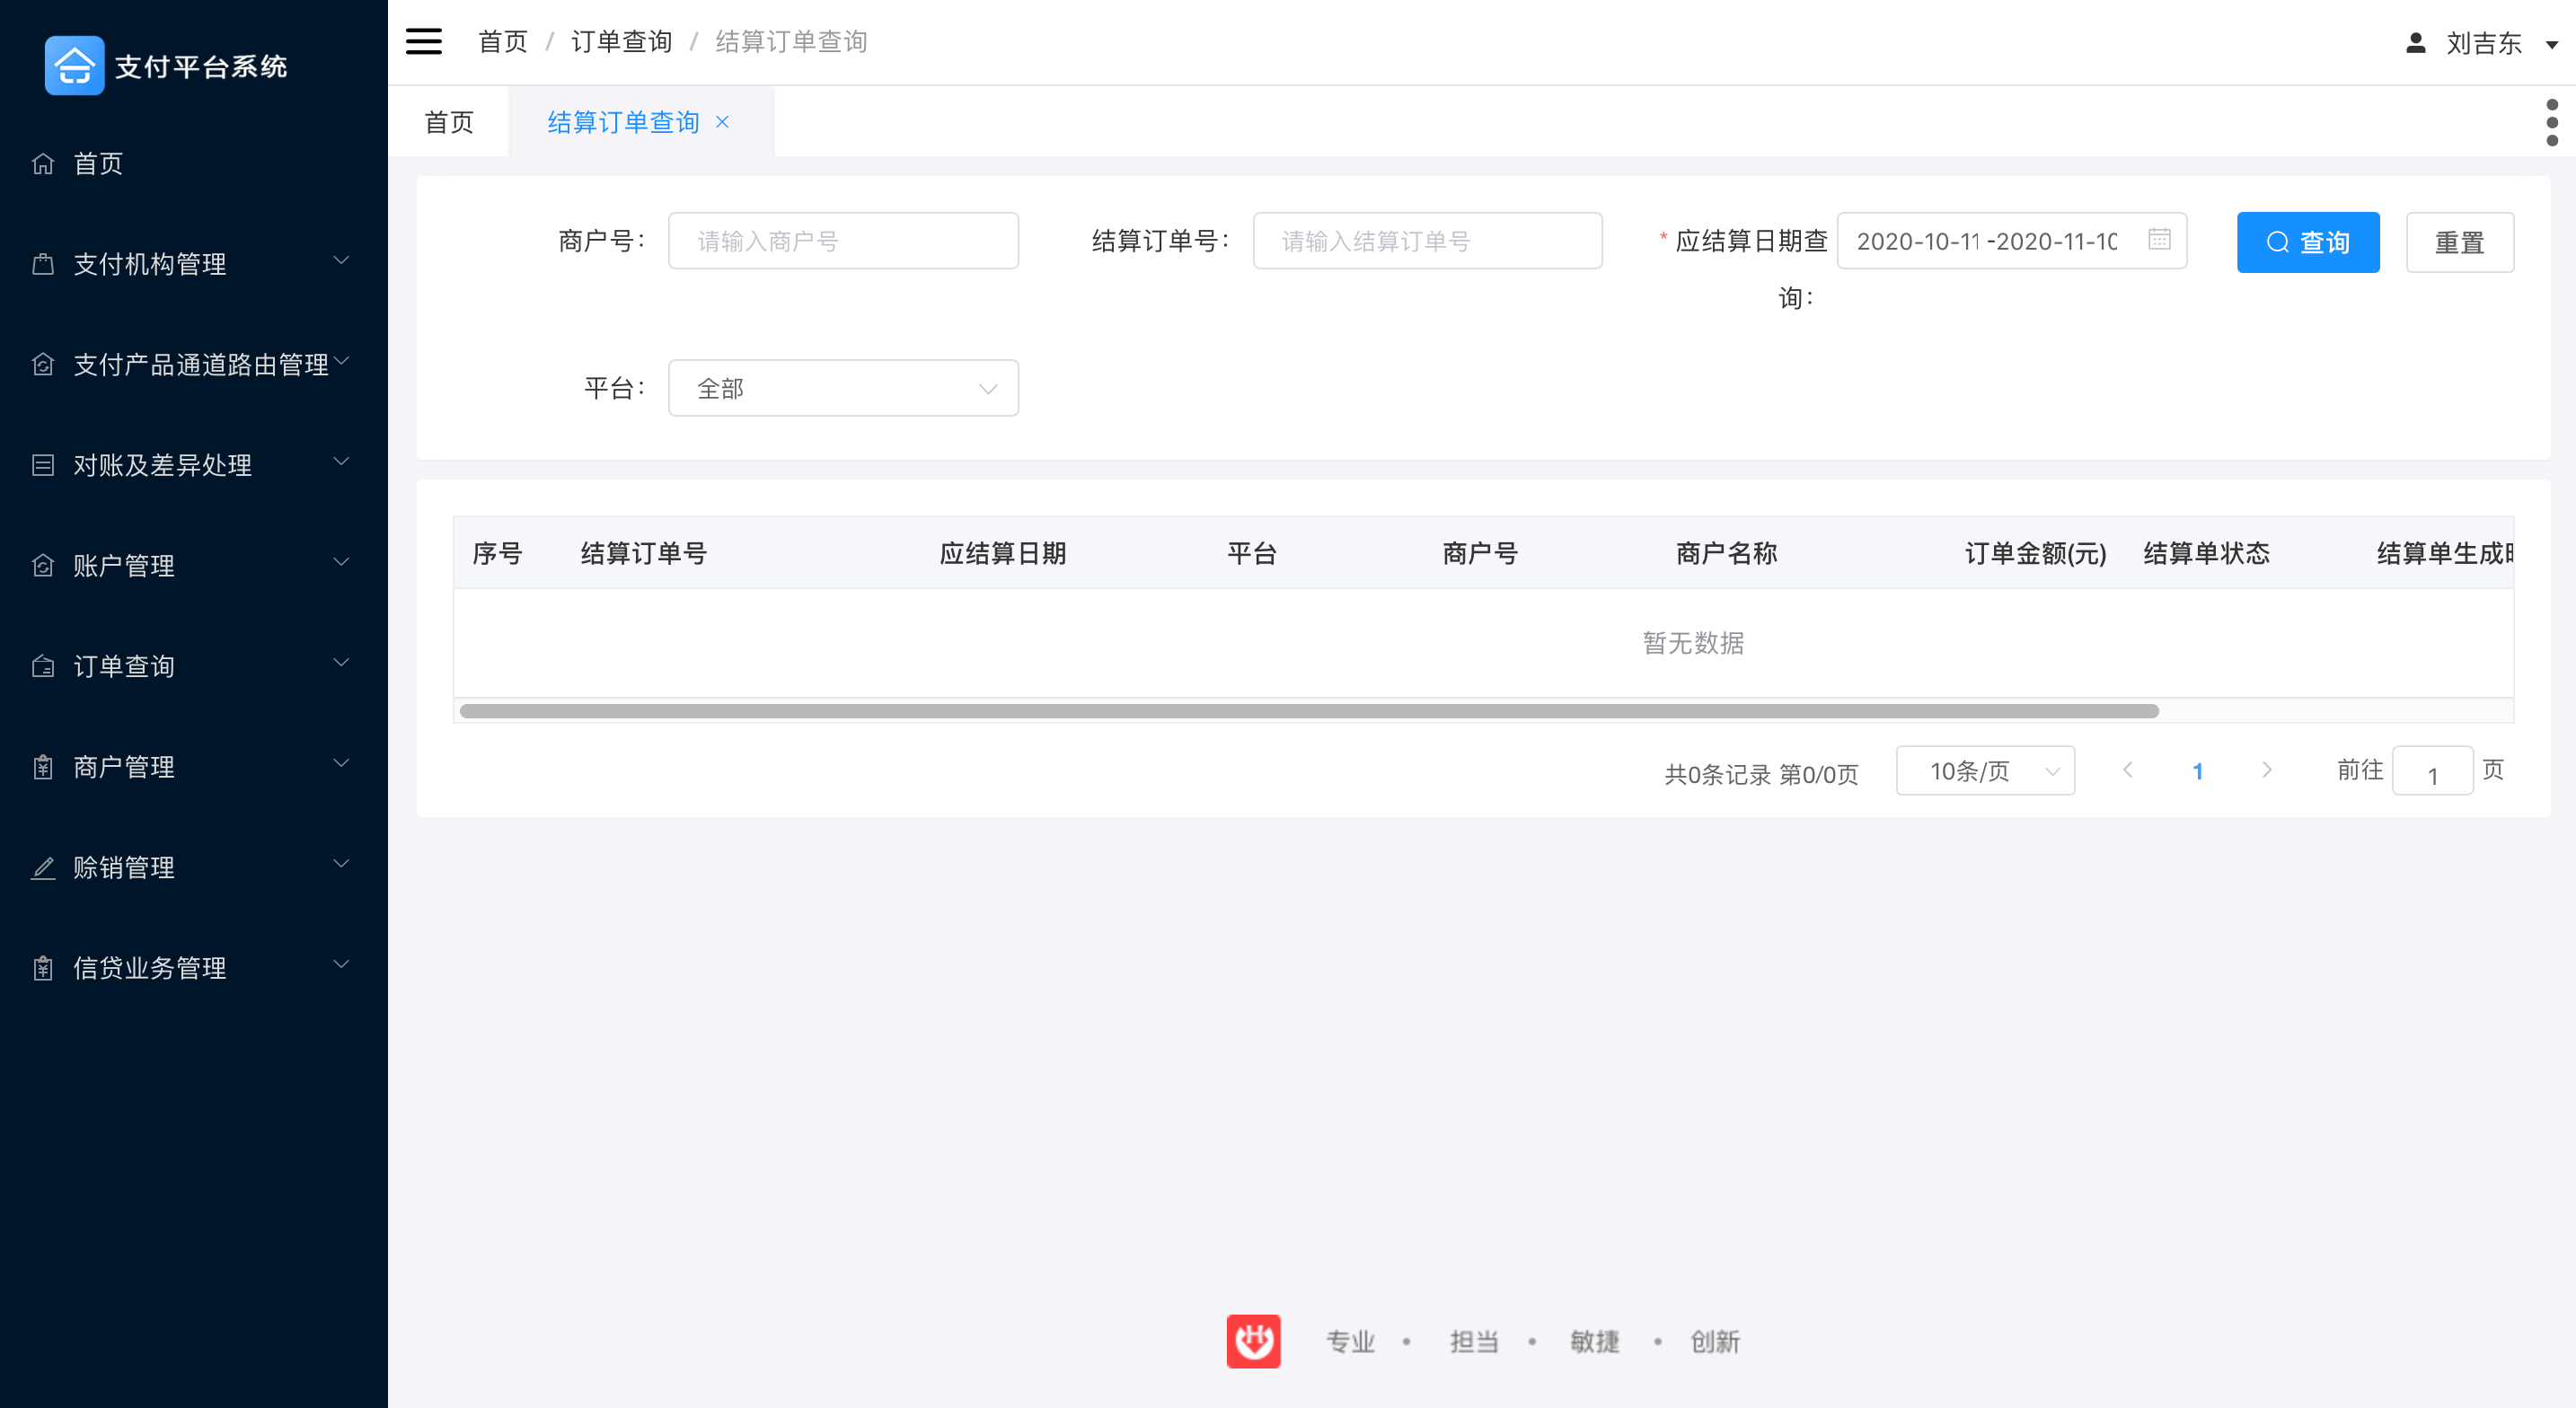 支付平台系统
首页
支付机构管理
支付产品通道路由管理
对账及差异处理
账户管理
订单查询
商户管理
赊销管理
信贷业务管理
首页 / 订单查询 / 结算订单查询
刘吉东
首页 结算订单查询 ×
商户号： 请输入商户号 结算订单号： 请输入结算订单号 * 应结算日期查询： 2020-10-11 -2020-11-10 查询 重置
平台： 全部
序号 结算订单号 应结算日期 平台 商户号 商户名称 订单金额(元) 结算单状态 结算单生成
暂无数据
共0条记录 第0/0页 10条/页 < 1 > 前往 1 页
H
专业 • 担当 • 敏捷 • 创新